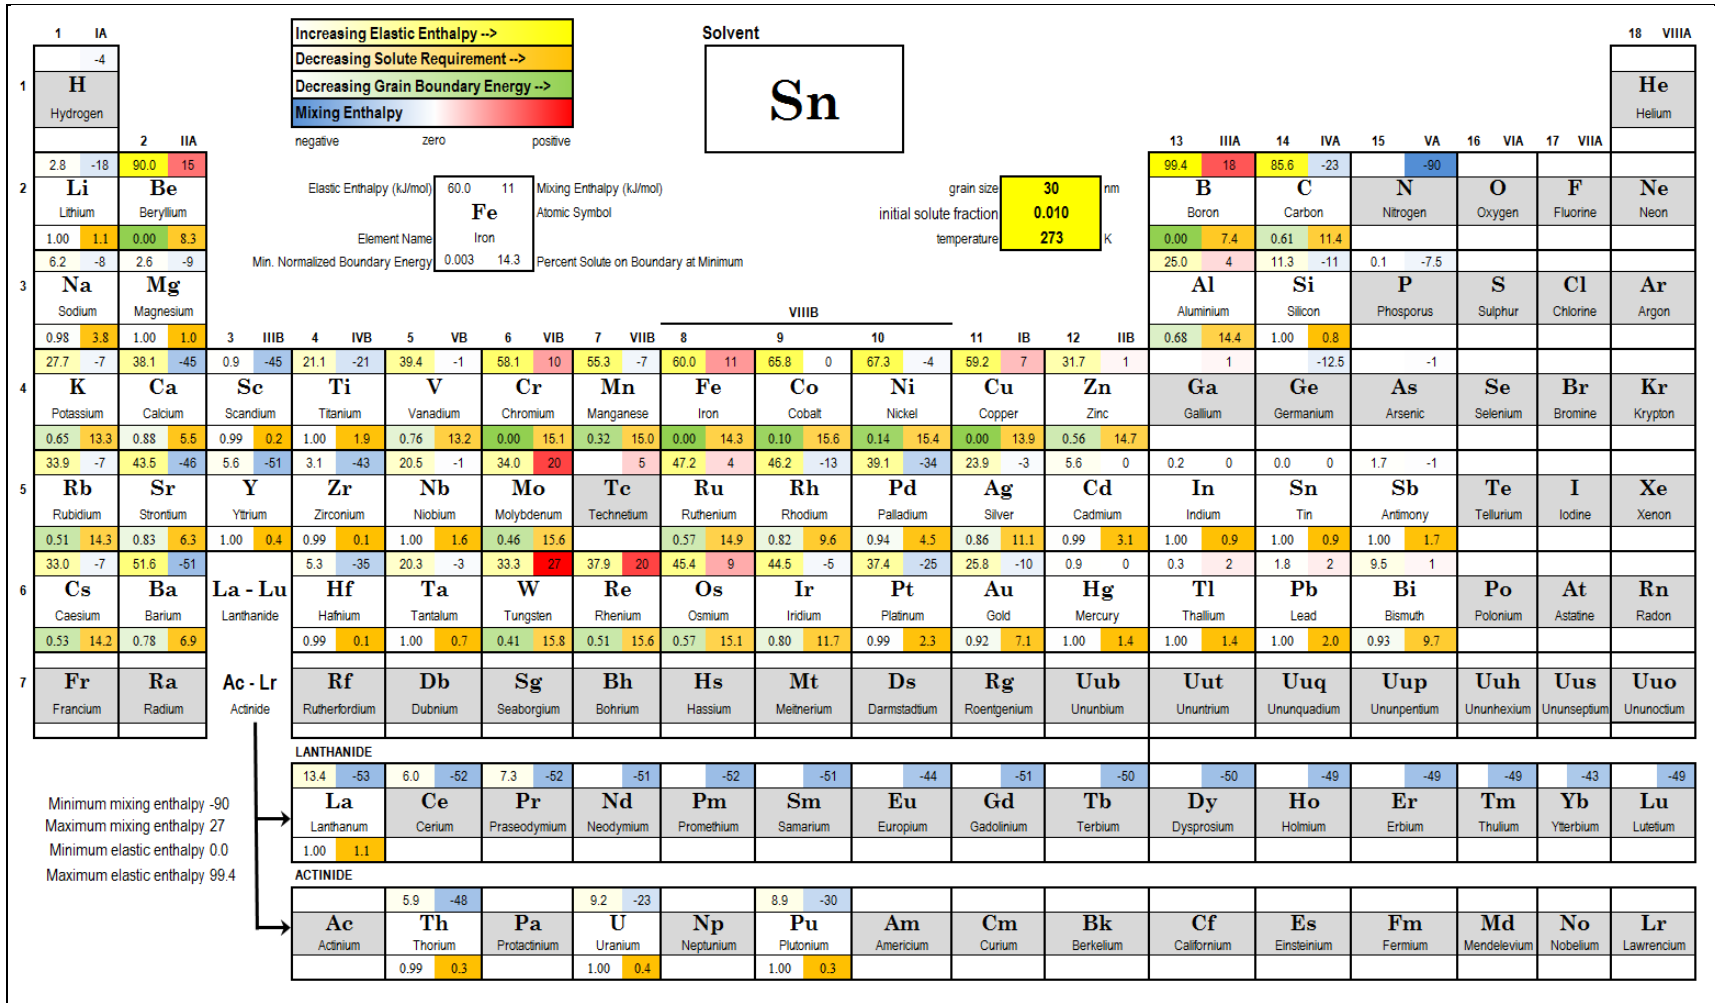 1 IA
Increasing Elastic Enthalpy -->
Solvent
18 VIIIA
-4
Decreasing Solute Requirement -->
1 H He
Decreasing Grain Boundary Energy -->
Sn
Hydrogen Helium
Mixing Enthalpy
2 IIA
negative zero positive
13 IIIA 14 IVA 15 VA 16 VIA 17 VIIA
2.8 -18 90.0 15 99.4 18 85.6 -23 -90
2 Li Be B C N O F Ne
Elastic Enthalpy (kJ/mol) 60.0 11 Mixing Enthalpy (kJ/mol)
grain size 30 nm
Lithium Beryllium Boron Carbon Nitrogen Oxygen Fluorine Neon
Fe Atomic Symbol
initial solute fraction 0.010
1.00 1.1 0.00 8.3 0.00 7.4 0.61 11.4
Element Name Iron
temperature 273 K
Min. Normalized Boundary Energy 0.003 14.3 Percent Solute on Boundary at Minimum
6.2 -8 2.6 -9 25.0 4 11.3 -11 0.1 -7.5
3 Na Mg Al Si P S Cl Ar
Sodium Magnesium Aluminium Silicon Phosporus Sulphur Chlorine Argon
VIIIB
0.98 3.8 1.00 1.0 0.68 14.4 1.00 0.8
3 IIIB 4 IVB 5 VB 6 VIB 7 VIIB 8 9 10 11 IB 12 IIB
27.7 -7 38.1 -45 0.9 -45 21.1 -21 39.4 -1 58.1 10 55.3 -7 60.0 11 65.8 0 67.3 -4 59.2 7 31.7 1 1 -12.5 -1
4 K Ca Sc Ti V Cr Mn Fe Co Ni Cu Zn Ga Ge As Se Br Kr
Potassium Calcium Scandium Titanium Vanadium Chromium Manganese Iron Cobalt Nickel Copper Zinc Gallium Germanium Arsenic Selenium Bromine Krypton
0.65 13.3 0.88 5.5 0.99 0.2 1.00 1.9 0.76 13.2 0.00 15.1 0.32 15.0 0.00 14.3 0.10 15.6 0.14 15.4 0.00 13.9 0.56 14.7
33.9 -7 43.5 -46 5.6 -51 3.1 -43 20.5 -1 34.0 20 5 47.2 4 46.2 -13 39.1 -34 23.9 -3 5.6 0 0.2 0 0.0 0 1.7 -1
5 Rb Sr Y Zr Nb Mo Tc Ru Rh Pd Ag Cd In Sn Sb Te I Xe
Rubidium Strontium Yttrium Zirconium Niobium Molybdenum Technetium Ruthenium Rhodium Palladium Silver Cadmium Indium Tin Antimony Tellurium Iodine Xenon
0.51 14.3 0.83 6.3 1.00 0.4 0.99 0.1 1.00 1.6 0.46 15.6 0.57 14.9 0.82 9.6 0.94 4.5 0.86 11.1 0.99 3.1 1.00 0.9 1.00 0.9 1.00 1.7
33.0 -7 51.6 -51 5.3 -35 20.3 -3 33.3 27 37.9 20 45.4 9 44.5 -5 37.4 -25 25.8 -10 0.9 0 0.3 2 1.8 2 9.5 1
6 Cs Ba La - Lu Hf Ta W Re Os Ir Pt Au Hg Tl Pb Bi Po At Rn
Caesium Barium Lanthanide Hafnium Tantalum Tungsten Rhenium Osmium Iridium Platinum Gold Mercury Thallium Lead Bismuth Polonium Astatine Radon
0.53 14.2 0.78 6.9 0.99 0.1 1.00 0.7 0.41 15.8 0.51 15.6 0.57 15.1 0.80 11.7 0.99 2.3 0.92 7.1 1.00 1.4 1.00 1.4 1.00 2.0 0.93 9.7
7 Fr Ra Ac - Lr Rf Db Sg Bh Hs Mt Ds Rg Uub Uut Uuq Uup Uuh Uus Uuo
Francium Radium Actinide Rutherfordium Dubnium Seaborgium Bohrium Hassium Meitnerium Darmstadtium Roentgenium Ununbium Ununtrium Ununquadium Ununpentium Ununhexium Ununseptium Ununoctium
LANTHANIDE
13.4 -53 6.0 -52 7.3 -52 -51 -52 -51 -44 -51 -50 -50 -49 -49 -49 -43 -49
La Ce Pr Nd Pm Sm Eu Gd Tb Dy Ho Er Tm Yb Lu
Lanthanum Cerium Praseodymium Neodymium Promethium Samarium Europium Gadolinium Terbium Dysprosium Holmium Erbium Thulium Ytterbium Lutetium
1.00 1.1
Minimum mixing enthalpy -90
Maximum mixing enthalpy 27
Minimum elastic enthalpy 0.0
Maximum elastic enthalpy 99.4
ACTINIDE
5.9 -48 9.2 -23 8.9 -30
Ac Th Pa U Np Pu Am Cm Bk Cf Es Fm Md No Lr
Actinium Thorium Protactinium Uranium Neptunium Plutonium Americium Curium Berkelium Californium Einsteinium Fermium Mendelevium Nobelium Lawrencium
0.99 0.3 1.00 0.4 1.00 0.3